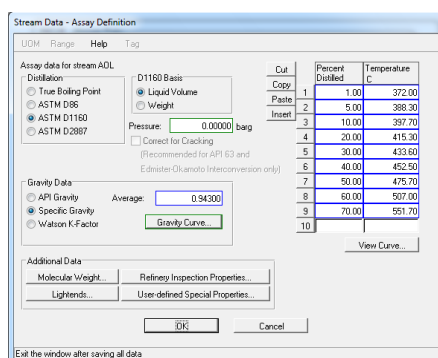 Stream Data - Assay Definition
UOM Range Help Tag
Assay data for stream AOL
Distillation
True Boiling Point
ASTM D86
ASTM D1160
ASTM D2887
D1160 Basis
Liquid Volume
Weight
Pressure: 0.00000 barg
Correct for Cracking
(Recommended for API 63 and
Edmister-Okamoto Interconversion only)
Cut
Copy
Paste
Insert
Percent Distilled Temperature C
1 1.00 372.00
2 5.00 388.30
3 10.00 397.70
4 20.00 415.30
5 30.00 433.60
6 40.00 452.50
7 50.00 475.70
8 60.00 507.00
9 70.00 551.70
10
View Curve...
Gravity Data
API Gravity
Specific Gravity
Watson K-Factor
Average: 0.94300
Gravity Curve...
Additional Data
Molecular Weight... Refinery Inspection Properties...
Lightends... User-defined Special Properties...
OK Cancel
Exit the window after saving all data